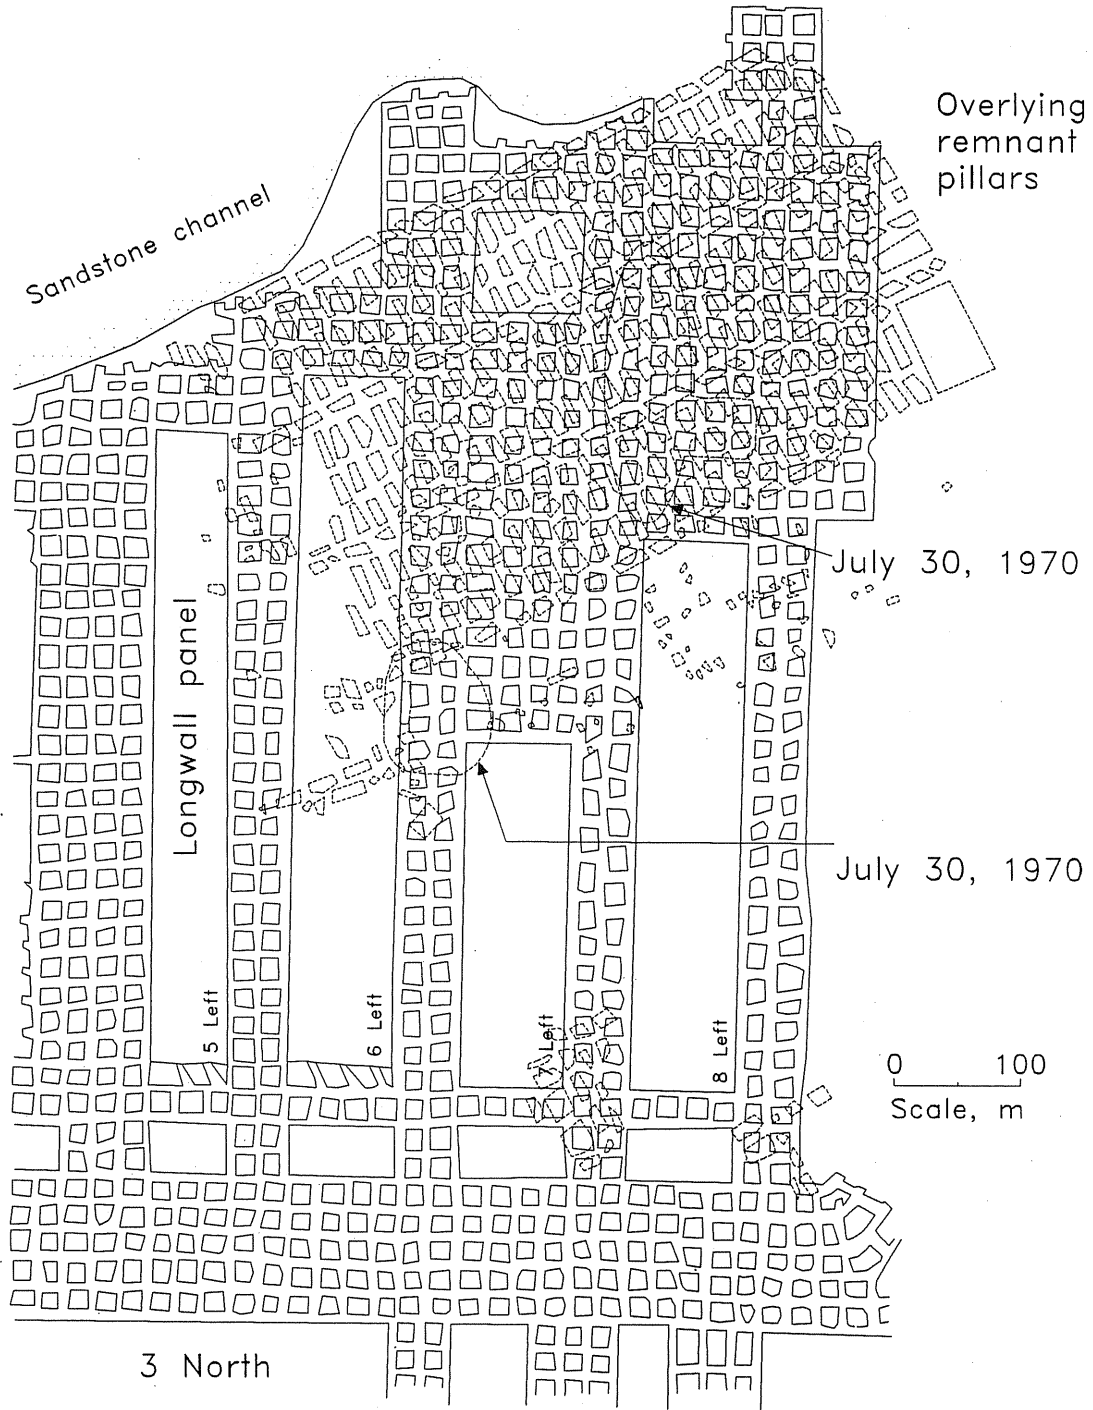 Overlying
remnant
pillars
Sandstone channel
July 30, 1970
Longwall panel
July 30, 1970
5 Left
6 Left
7 Left
8 Left
0 100
Scale, m
3 North